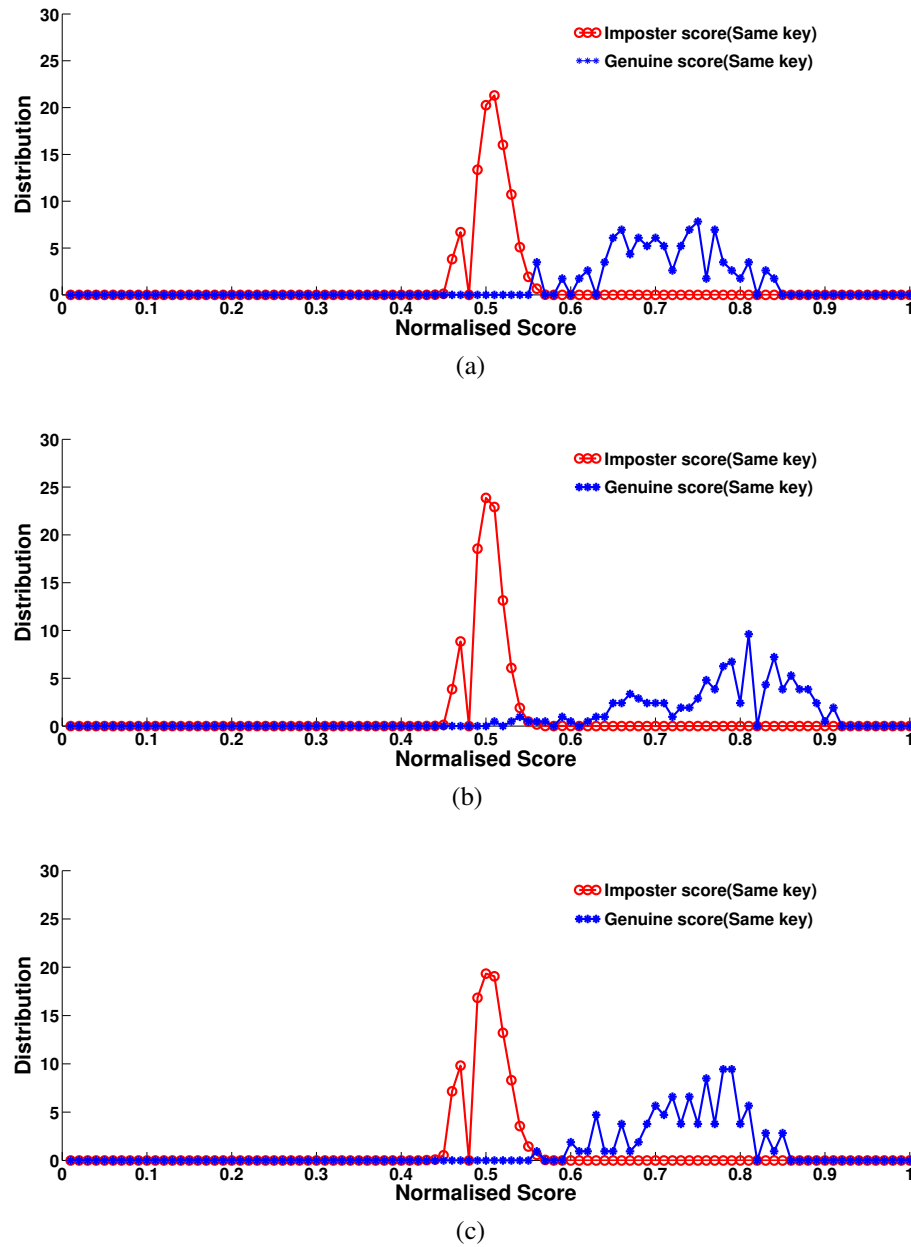 30
Imposter score(Same key)
25
Genuine score(Same key)
20
Distribution
15
10
5
0
0 0.1 0.2 0.3 0.4 0.5 0.6 0.7 0.8 0.9 1
Normalised Score
(a)
30
Imposter score(Same key)
25
Genuine score(Same key)
20
Distribution
15
10
5
0
0 0.1 0.2 0.3 0.4 0.5 0.6 0.7 0.8 0.9 1
Normalised Score
(b)
30
Imposter score(Same key)
25
Genuine score(Same key)
20
Distribution
15
10
5
0
0 0.1 0.2 0.3 0.4 0.5 0.6 0.7 0.8 0.9 1
Normalised Score
(c)